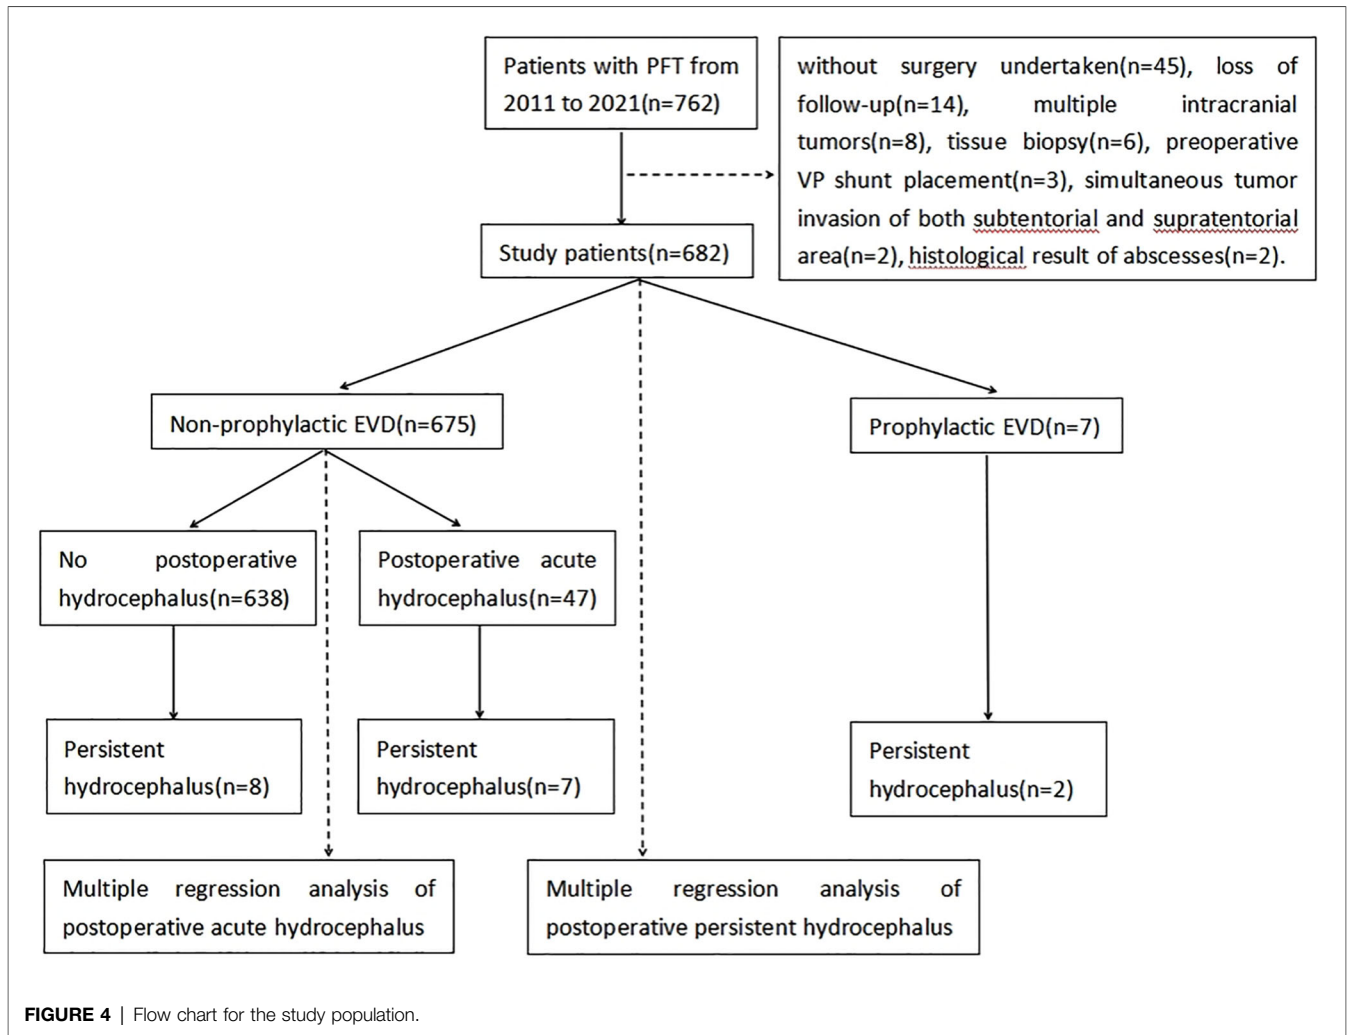 Patients with PFT from
2011 to 2021(n=762)
without surgery undertaken(n=45), loss of
follow-up(n=14), multiple intracranial
tumors(n=8), tissue biopsy(n=6), preoperative
VP shunt placement(n=3), simultaneous tumor
invasion of both subtentorial and supratentorial
area(n=2), histological result of abscesses(n=2).
Study patients(n=682)
Non-prophylactic EVD(n=675)
Prophylactic EVD(n=7)
No postoperative
hydrocephalus(n=638)
Postoperative acute
hydrocephalus(n=47)
Persistent
hydrocephalus(n=8)
Persistent
hydrocephalus(n=7)
Persistent
hydrocephalus(n=2)
Multiple regression analysis of
postoperative acute hydrocephalus
Multiple regression analysis of
postoperative persistent hydrocephalus
FIGURE 4 | Flow chart for the study population.